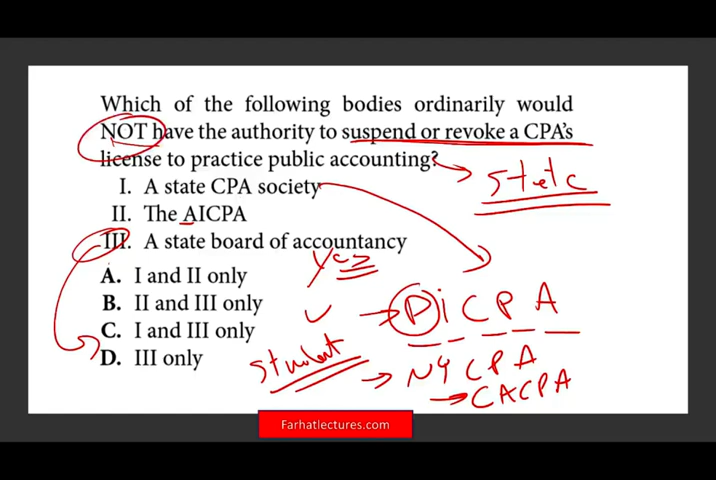 Which of the following bodies ordinarily would
NOT have the authority to suspend or revoke a CPA's
license to practice public accounting?
state
I. A state CPA society
II. The AICPA
III. A state board of accountancy
yes
A. I and II only
B. II and III only
PiCPA
C. I and III only
student
D. III only
NYCPA
CACPA
Farhatlectures.com